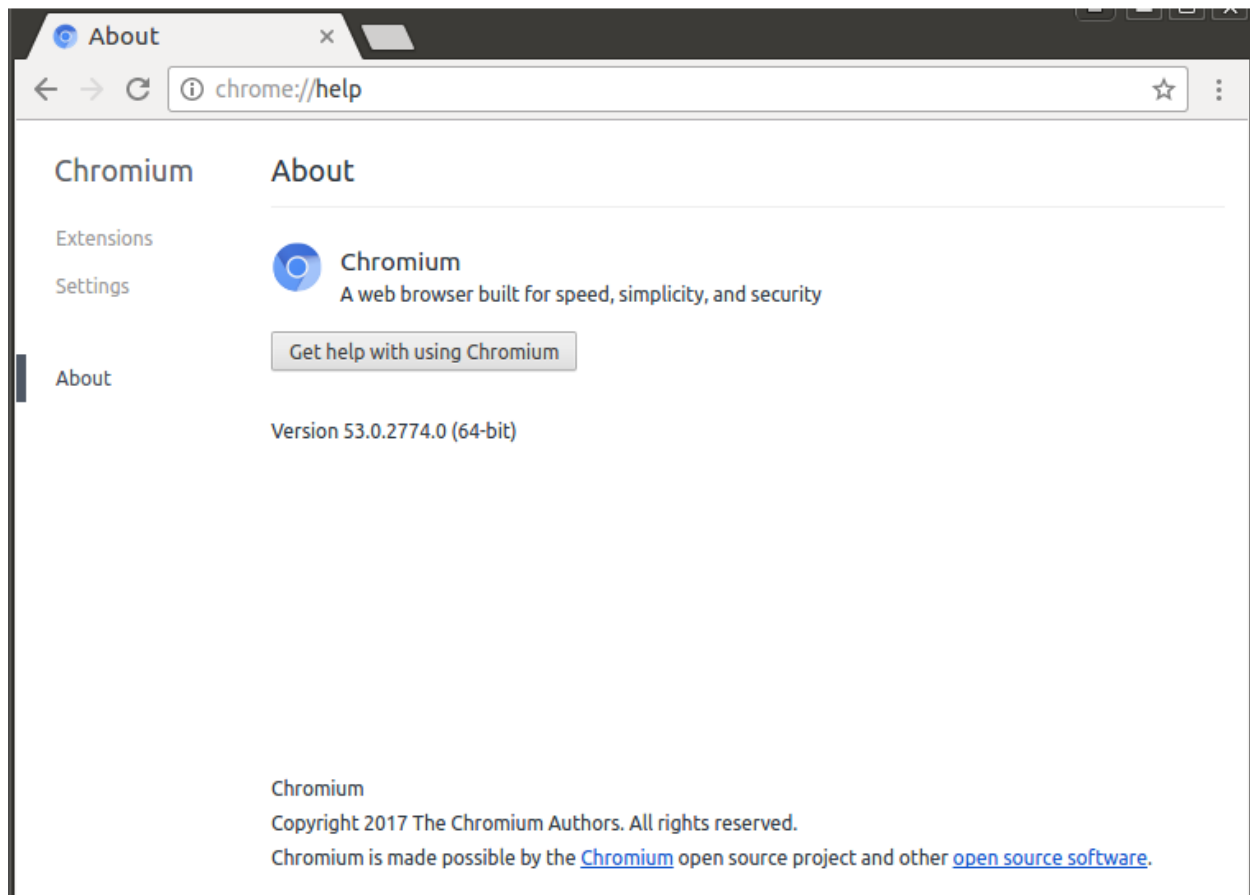 About
chrome://help
Chromium
About
Extensions
Settings
About
Chromium
A web browser built for speed, simplicity, and security
Get help with using Chromium
Version 53.0.2774.0 (64-bit)
Chromium
Copyright 2017 The Chromium Authors. All rights reserved.
Chromium is made possible by the Chromium open source project and other open source software.